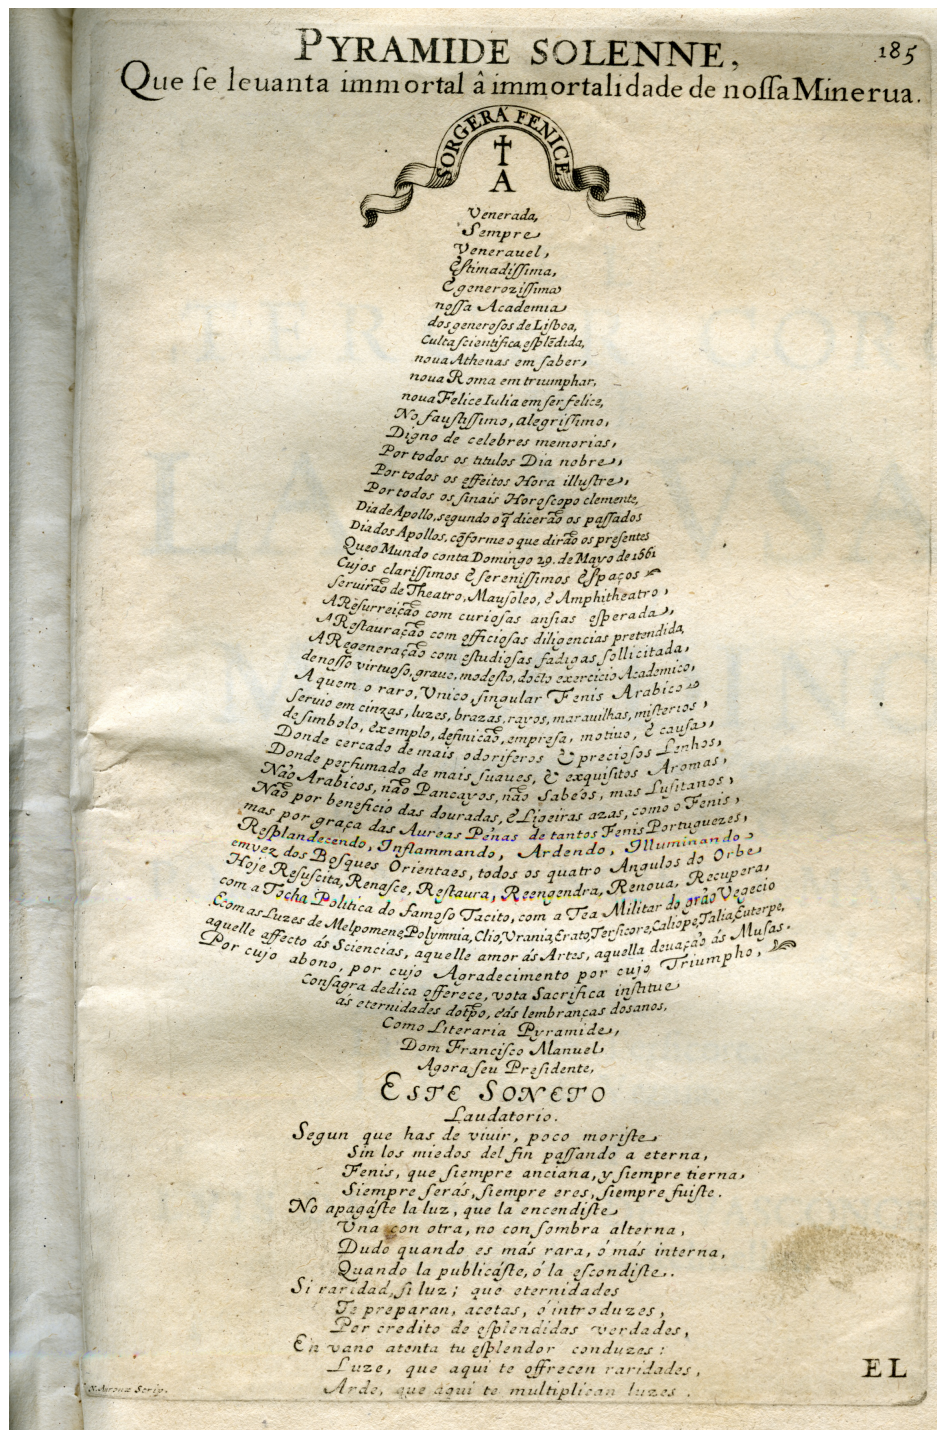 PYRAMIDE SOLENNE,
185
Que se leuanta immortal â immortalidade de nossa Minerua.
SORGERÁ FENICE,
A
Venerada,
Sempre
Venerauel,
Estimadissima,
E generozissima
nossa Academia
dos generosos de Lisboa,
Culta scientifica, esplẽdida,
noua Athenas em saber,
noua Roma em triumphar,
noua Felice Iulia em ser felice,
No faustissimo, alegrissimo,
Digno de celebres memorias,
Por todos os titulos Dia nobre,
Por todos os effeitos Hora illustre,
Por todos os sinais Horoscopo clemente,
Dia de Apollo, segundo o q̃ dicerão os passados
Dia dos Apollos, cõforme o que dirão os presentes
Que o Mundo conta Domingo 29. de Mayo de 1661
Cujos clarissimos e serenissimos Espaços
seruirão de Theatro, Mausoleo, e Amphitheatro,
A Resurreição com curiosas ansias esperada,
A Restauração com officiosas diligencias pretendida,
A Regeneração com estudiosas fadigas sollicitada,
de nosso virtuoso, graue, modesto, docto exercicio Academico,
A quem o raro, Vnico, singular Fenis Arabico
seruio em cinzas, luzes, brazas, rayos, marauilhas, misterios,
de simbolo, exemplo, definicão, empresa, motiuo, e causa,
Donde cercado de mais odoriferos e preciosos Lenhos,
Donde perfumado de mais suaues, e exquisitos Aromas,
Não Arabicos, não Pancayos, não Sabeos, mas Lusitanos,
Não por beneficio das douradas, e Ligeiras azas, como o Fenis,
mas por graça das Aureas Penas de tantos Fenis Portuguezes,
Resplandecendo, Inflammando, Ardendo, Illuminando
em vez dos Bosques Orientaes, todos os quatro Angulos do Orbe
Hoje Resuscita, Renasce, Restaura, Reengendra, Renoua, Recupera,
com a Tocha Politica do famoso Tacito, com a Tea Militar do grão Vegecio
Ecom as Luzes de Melpomene, Polymnia, Clio, Vrania, Erato, Tersicore, Caliope, Talia, Euterpe,
aquelle affecto ás Sciencias, aquelle amor ás Artes, aquella deuação ás Musas.
Por cujo abono, por cujo Agradecimento por cujo Triumpho,
Consagra dedica offerece, vota Sacrifica institue
as eternidades do tpo, e ás lembranças dos anos,
Como Literaria Pyramide,
Dom Francisco Manuel
Agora seu Presidente,
ESTE SONETO
Laudatorio.
Segun que has de viuir, poco moriste
Sin los miedos del fin passando a eterna,
Fenis, que siempre anciana, y siempre tierna,
Siempre serás, siempre eres, siempre fuiste.
No apagáste la luz, que la encendiste
Vna con otra, no con sombra alterna,
Dudo quando es más rara, ó más interna,
Quando la publicáste, ó la escondiste.
Si raridad, si luz; que eternidades
Te preparan, acetas, ó introduzes,
Por credito de esplendidas verdades,
En vano atenta tu esplendor conduzes:
Luze, que aqui te offrecen raridades,
Arde, que aqui te multiplican luzes.
EL
Scrip.